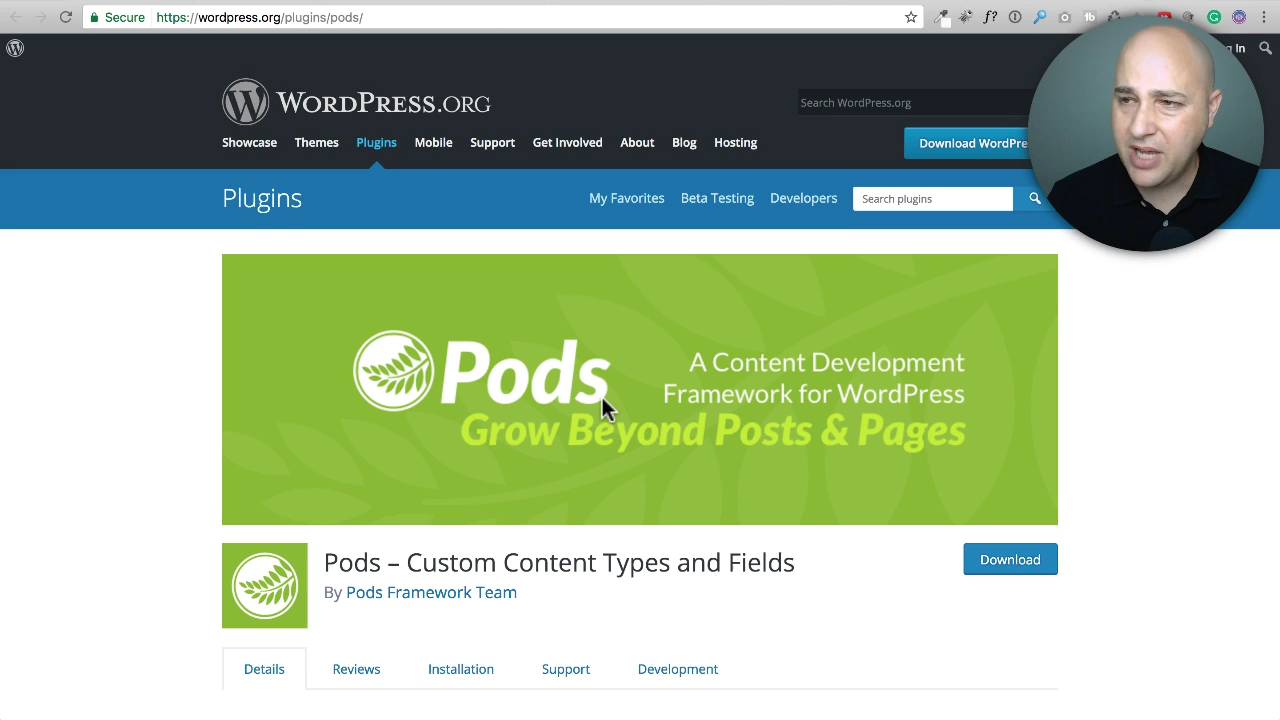 Secure https://wordpress.org/plugins/pods/
f?
1b
g In
WORDPRESS.ORG
Search WordPress.org
Showcase Themes Plugins Mobile Support Get Involved About Blog Hosting
Download WordPre
Plugins
My Favorites Beta Testing Developers
Search plugins
Pods
A Content Development
Framework for WordPress
Grow Beyond Posts & Pages
Pods – Custom Content Types and Fields
Download
By Pods Framework Team
Details Reviews Installation Support Development